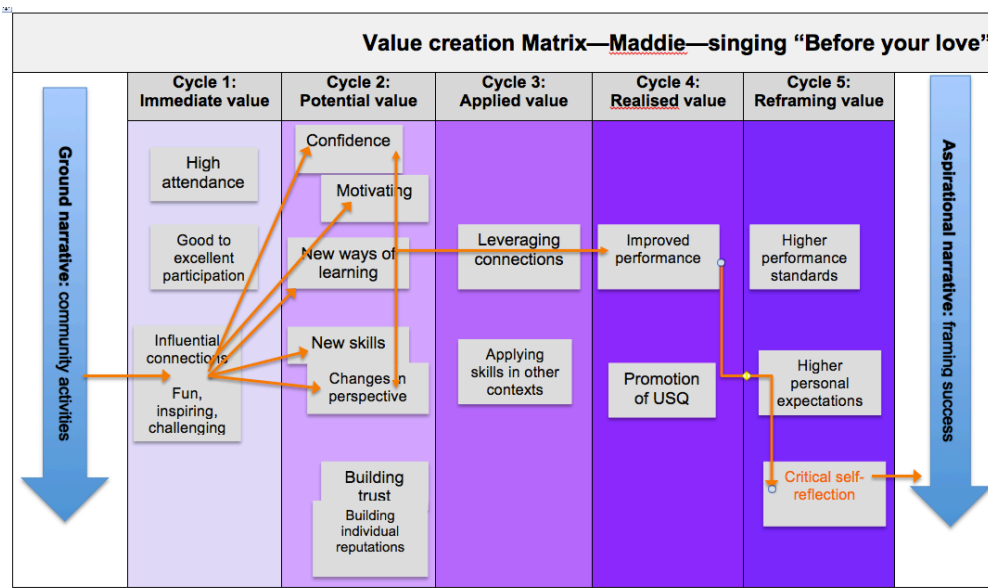 Value creation Matrix—Maddie—singing “Before your love”
Cycle 1:
Immediate value
Cycle 2:
Potential value
Cycle 3:
Applied value
Cycle 4:
Realised value
Cycle 5:
Reframing value
Ground narrative: community activities
High
attendance
Good to
excellent
participation
Influential
connections
Fun,
inspiring,
challenging
Confidence
Motivating
New ways of
learning
New skills
Changes in
perspective
Building
trust
Building
individual
reputations
Leveraging
connections
Applying
skills in other
contexts
Improved
performance
Promotion
of USQ
Higher
performance
standards
Higher
personal
expectations
Critical self-
reflection
Aspirational narrative: framing success